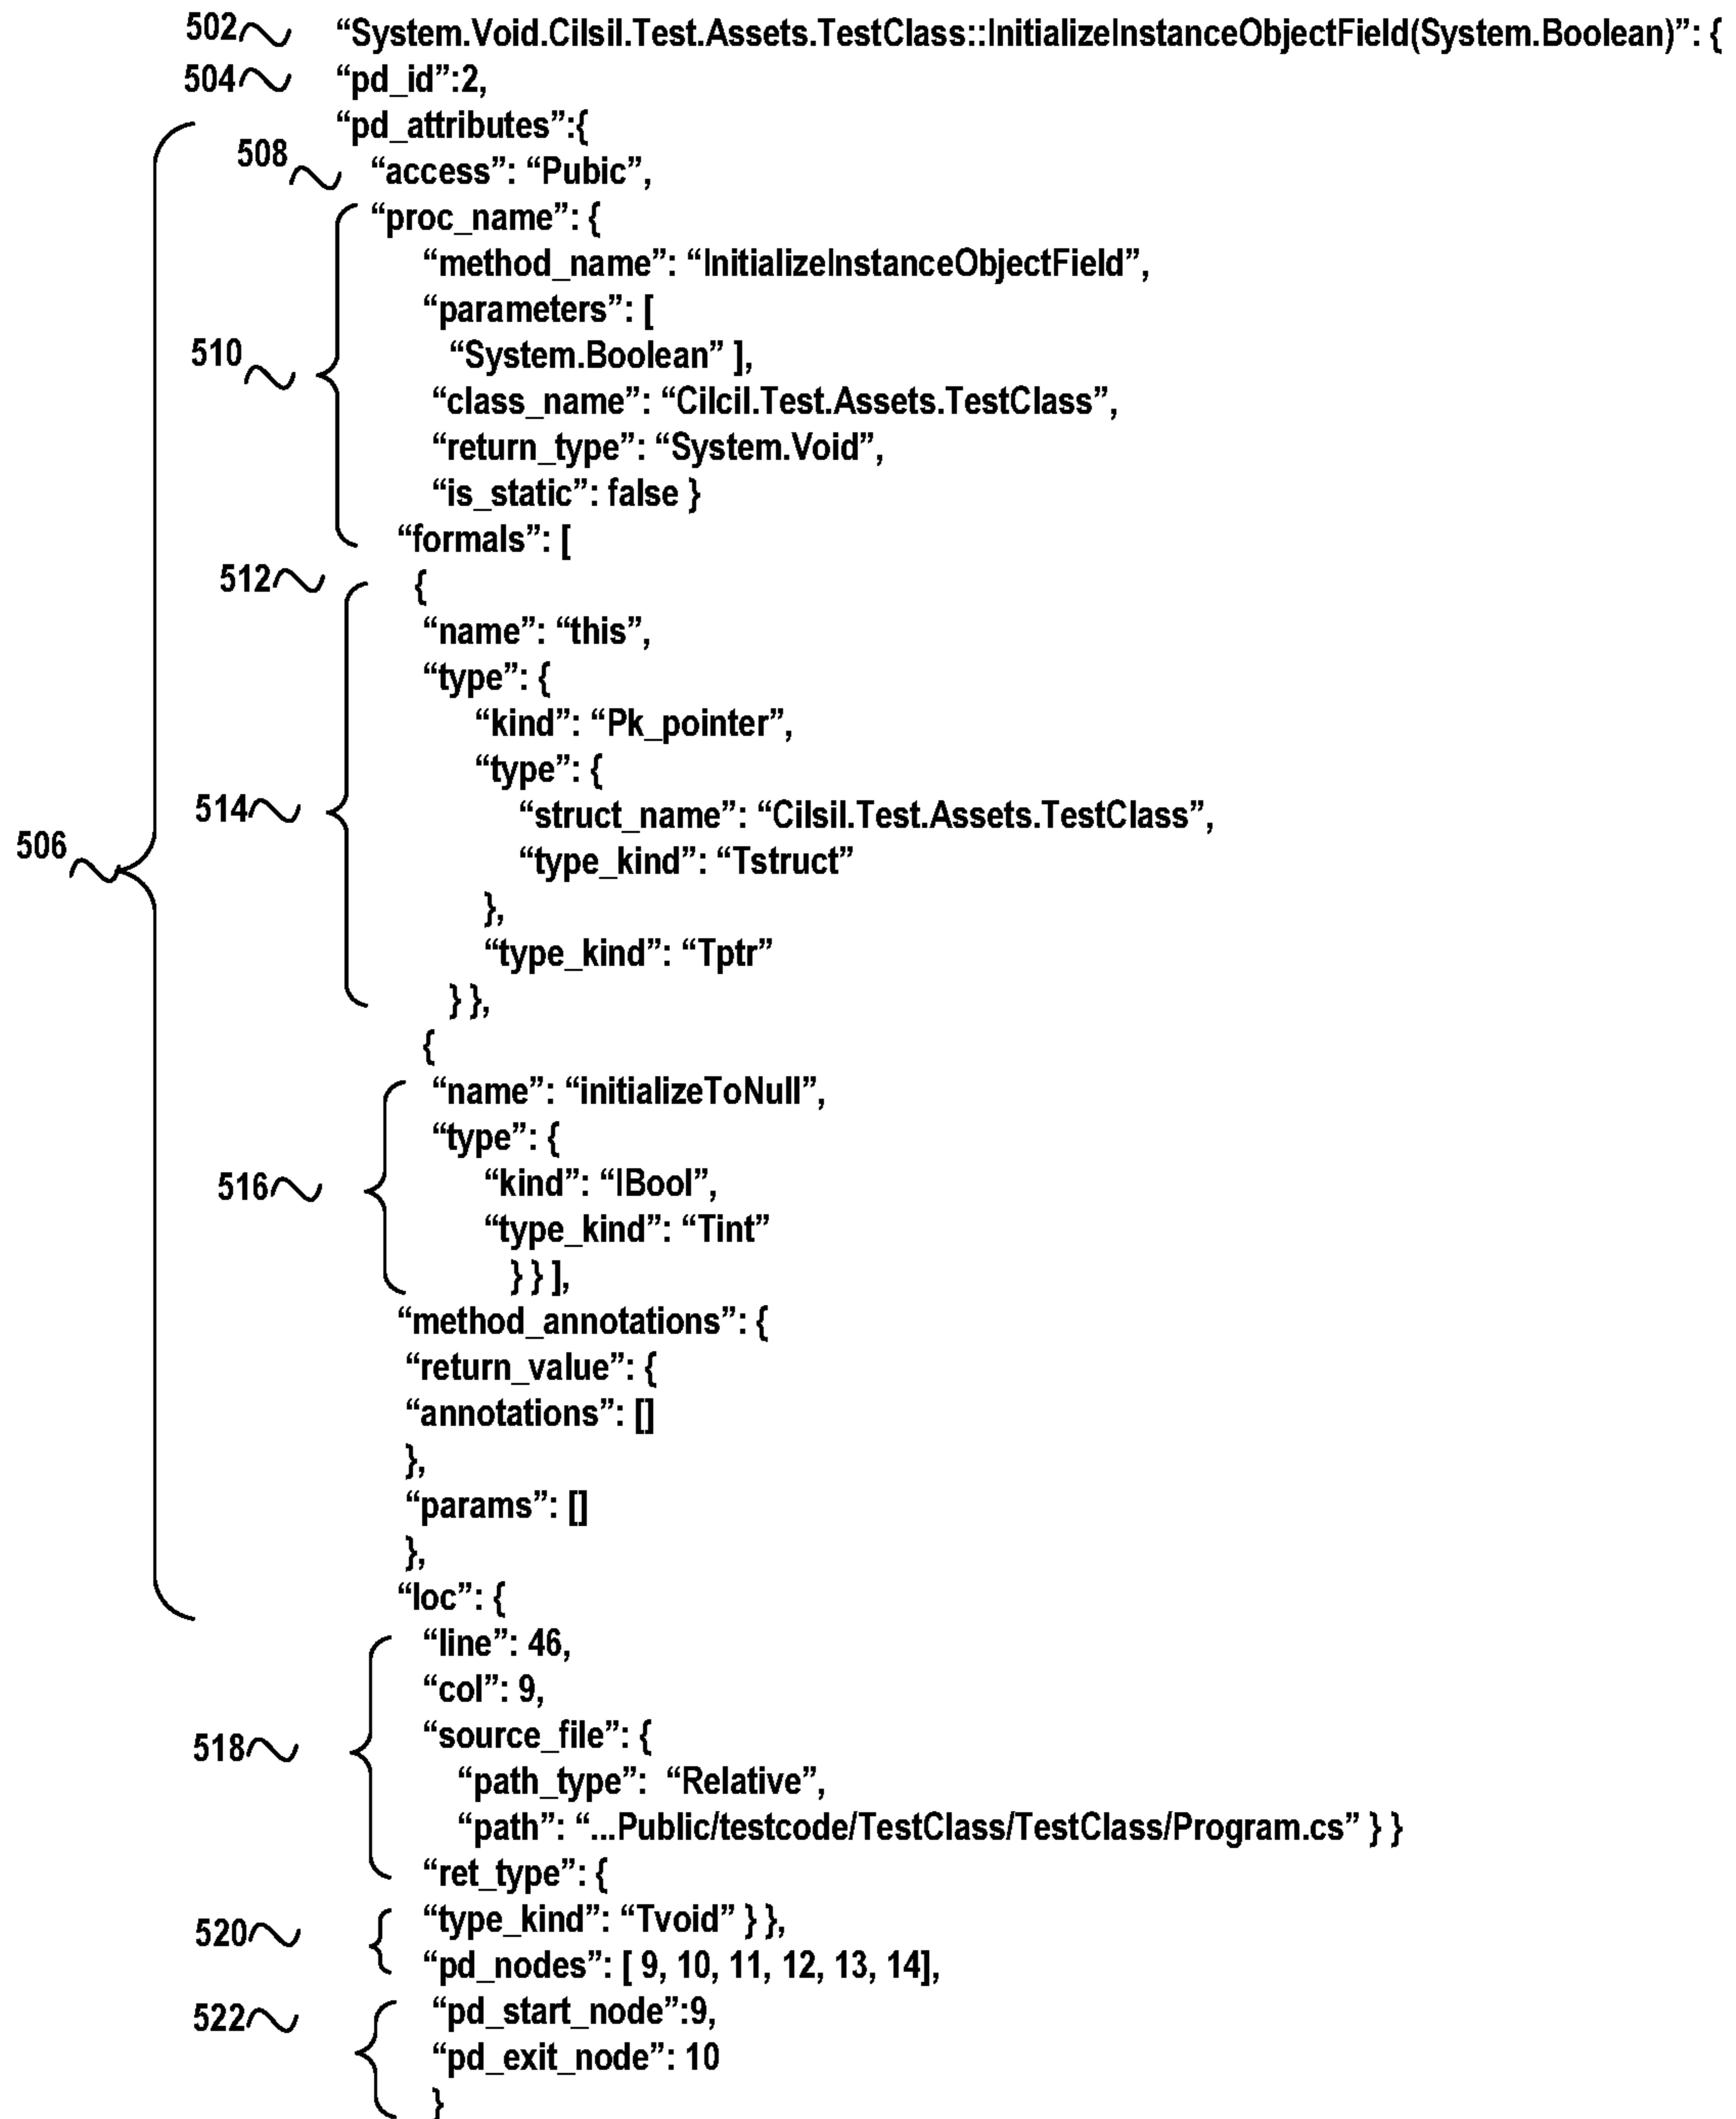 502 “System.Void.Cilsil.Test.Assets.TestClass::InitializeInstanceObjectField(System.Boolean)”: {
504 “pd_id”:2,
“pd_attributes”:{
508 “access”: “Pubic”,
“proc_name”: {
“method_name”: “InitializeInstanceObjectField”,
“parameters”: [
510 “System.Boolean” ],
“class_name”: “Cilcil.Test.Assets.TestClass”,
“return_type”: “System.Void”,
“is_static”: false }
“formals”: [
512 {
“name”: “this”,
“type”: {
“kind”: “Pk_pointer”,
“type”: {
514 “struct_name”: “Cilsil.Test.Assets.TestClass”,
506 “type_kind”: “Tstruct”
},
“type_kind”: “Tptr”
} },
{
“name”: “initializeToNull”,
“type”: {
516 “kind”: “IBool”,
“type_kind”: “Tint”
} } ],
“method_annotations”: {
“return_value”: {
“annotations”: []
},
“params”: []
},
“loc”: {
“line”: 46,
“col”: 9,
518 “source_file”: {
“path_type”: “Relative”,
“path”: “...Public/testcode/TestClass/TestClass/Program.cs” } }
“ret_type”: {
520 “type_kind”: “Tvoid” } },
“pd_nodes”: [ 9, 10, 11, 12, 13, 14],
522 “pd_start_node”:9,
“pd_exit_node”: 10
}